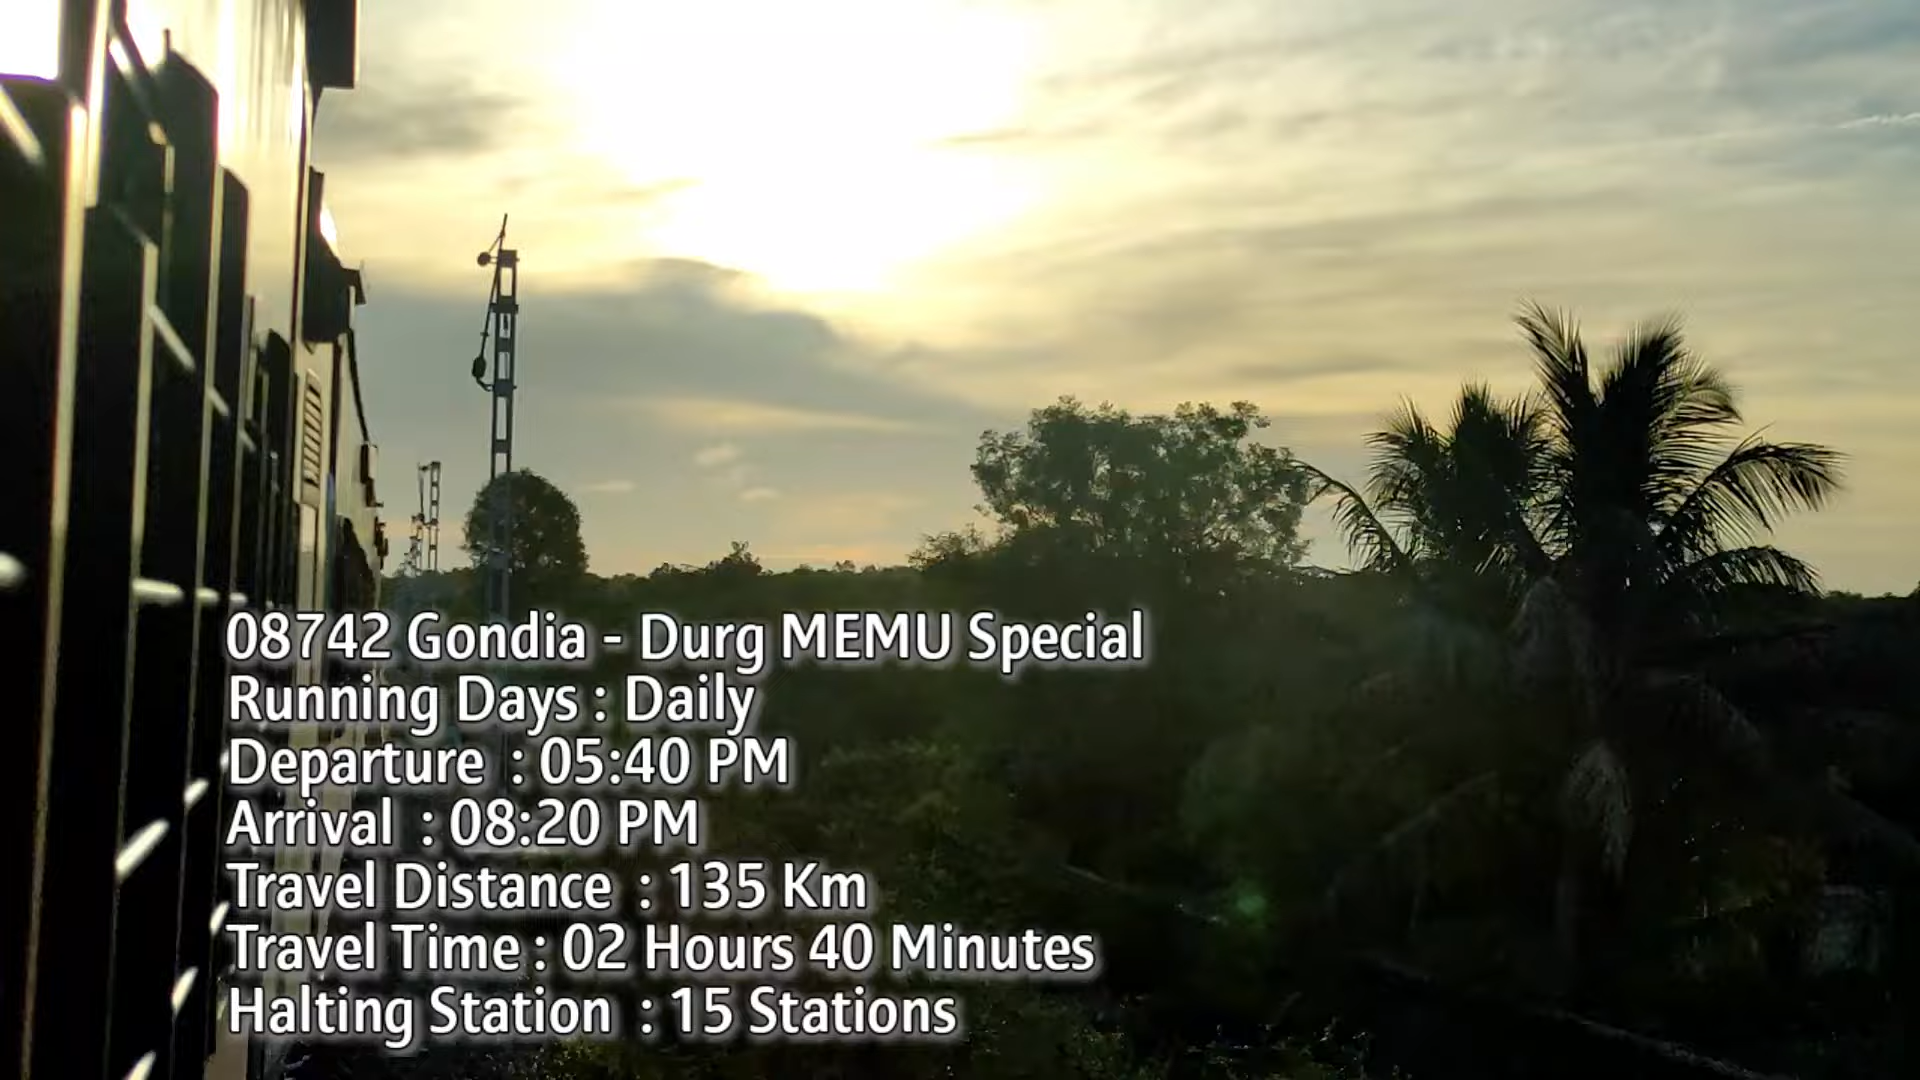 08742 Gondia - Durg MEMU Special
Running Days : Daily
Departure : 05:40 PM
Arrival : 08:20 PM
Travel Distance : 135 Km
Travel Time : 02 Hours 40 Minutes
Halting Station : 15 Stations